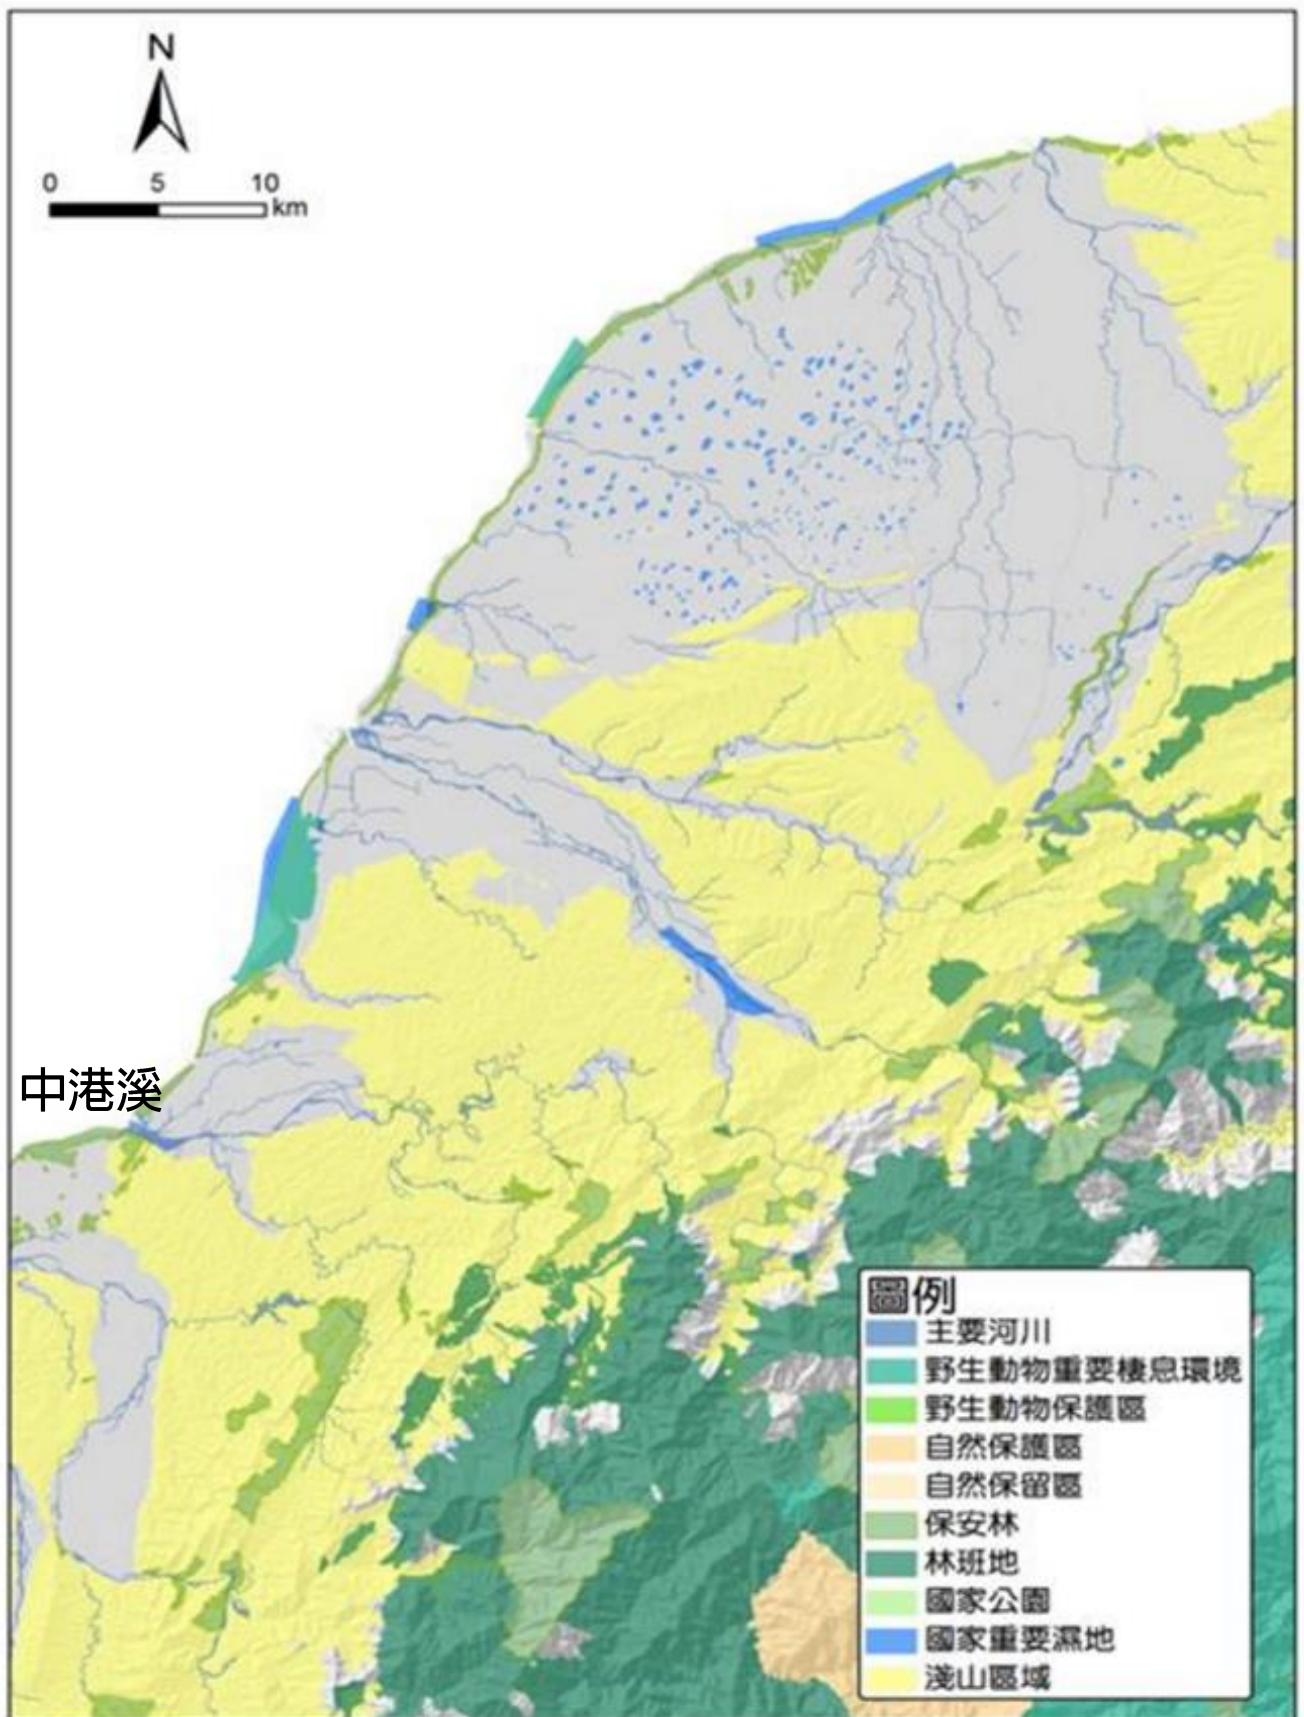 N
0 5 10
km
中港溪
圖例
主要河川
野生動物重要棲息環境
野生動物保護區
自然保護區
自然保留區
保安林
林班地
國家公園
國家重要濕地
淺山區域